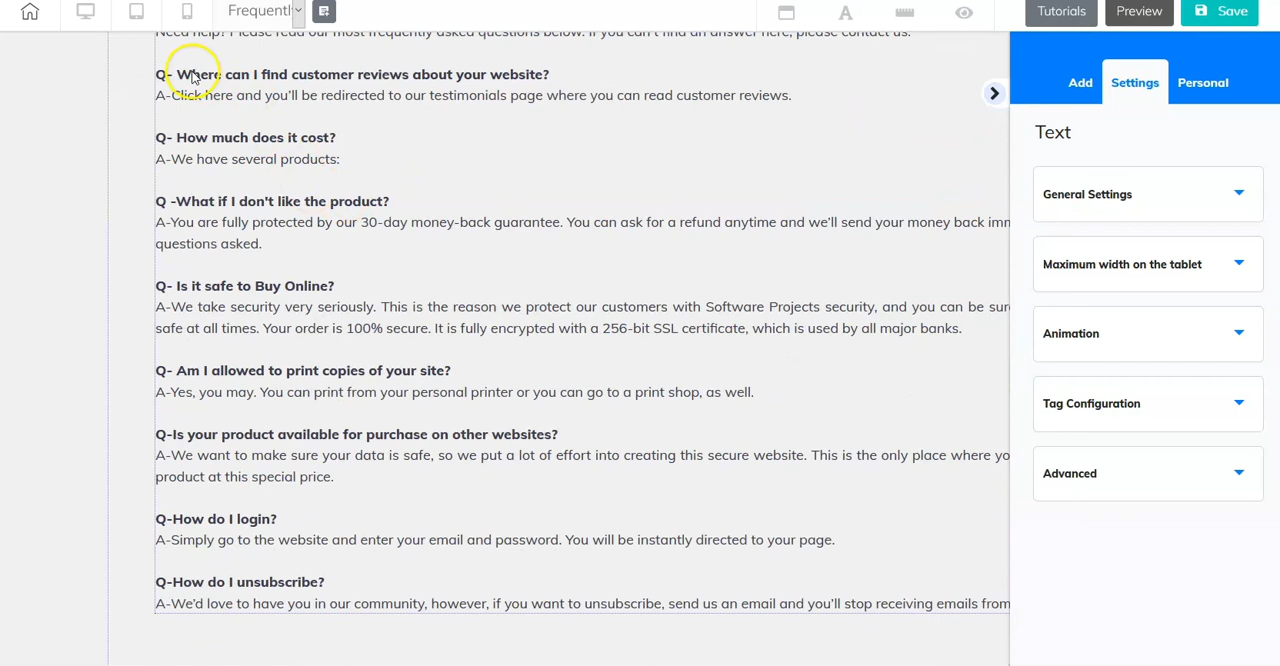 Frequentl
Tutorials
Preview
Save
Need help? Please read our most frequently asked questions below. If you can't find an answer here, please contact us.
Q- Where can I find customer reviews about your website?
A-Click here and you'll be redirected to our testimonials page where you can read customer reviews.
Q- How much does it cost?
A-We have several products:
Q -What if I don't like the product?
A-You are fully protected by our 30-day money-back guarantee. You can ask for a refund anytime and we'll send your money back imm
questions asked.
Q- Is it safe to Buy Online?
A-We take security very seriously. This is the reason we protect our customers with Software Projects security, and you can be sur
safe at all times. Your order is 100% secure. It is fully encrypted with a 256-bit SSL certificate, which is used by all major banks.
Q- Am I allowed to print copies of your site?
A-Yes, you may. You can print from your personal printer or you can go to a print shop, as well.
Q-Is your product available for purchase on other websites?
A-We want to make sure your data is safe, so we put a lot of effort into creating this secure website. This is the only place where yo
product at this special price.
Q-How do I login?
A-Simply go to the website and enter your email and password. You will be instantly directed to your page.
Q-How do I unsubscribe?
A-We'd love to have you in our community, however, if you want to unsubscribe, send us an email and you'll stop receiving emails from
Add
Settings
Personal
Text
General Settings
Maximum width on the tablet
Animation
Tag Configuration
Advanced